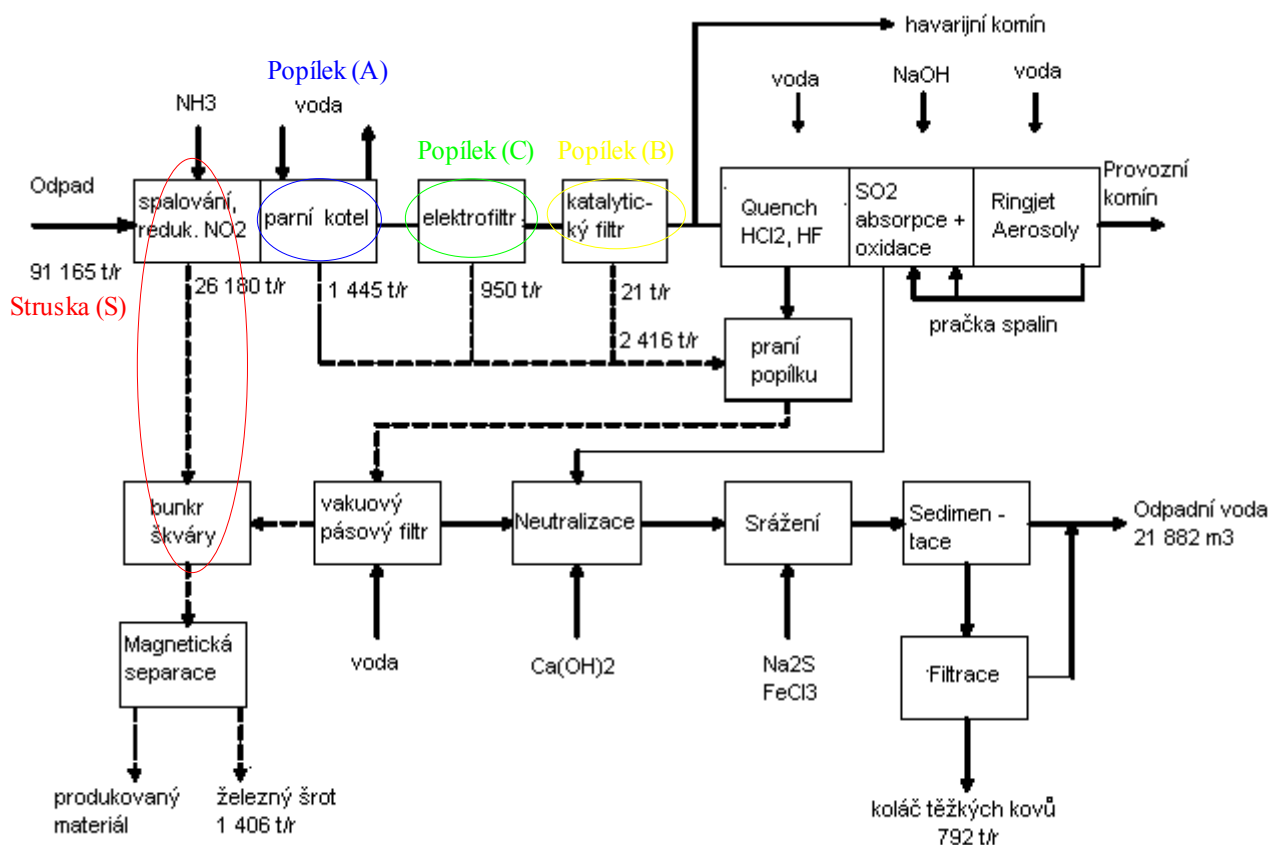 havarijní komín
Popílek (A)
NH3
voda
voda
NaOH
voda
Popílek (C)
Popílek (B)
Odpad
spalování,
reduk. NO2
parní kotel
elektrofiltr
katalytic-
ký filtr
Quench
HCl2, HF
SO2
absorpce +
oxidace
Ringjet
Aerosoly
Provozní
komín
91 165 t/r
26 180 t/r
1 445 t/r
950 t/r
21 t/r
Struska (S)
2 416 t/r
pračka spalin
praní
popílku
bunkr
škváry
vakuový
pásový filtr
Neutralizace
Srážení
Sedimen -
tace
Odpadní voda
21 882 m3
Magnetická
separace
voda
Ca(OH)2
Na2S
FeCl3
Filtrace
produkovaný
materiál
železný šrot
1 406 t/r
koláč těžkých kovů
792 t/r